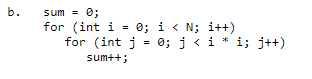 b. sum = 0;
for (int i = 0; i < N; i++)
for (int j = 0; j < i * i; j++)
sum++;